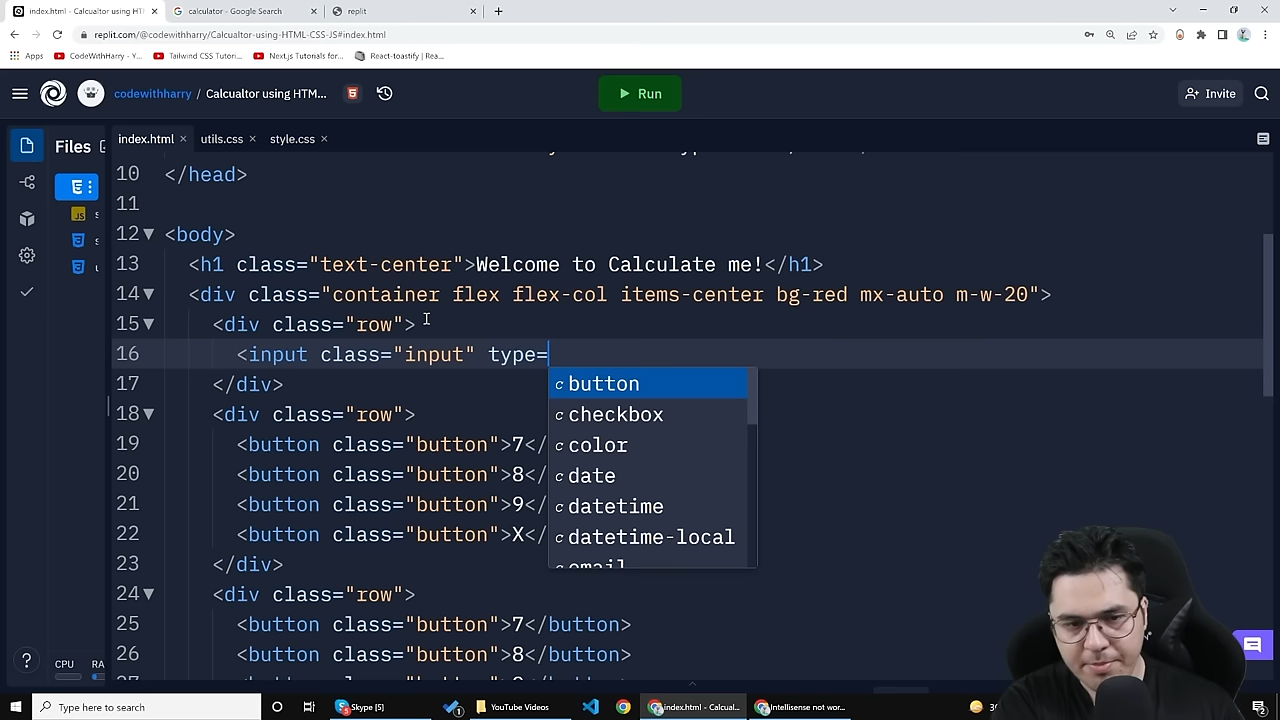 index.html - Calcualtor using HT
calculator - Google Search
replit
replit.com/@codewithharry/Calcualtor-using-HTML-CSS-JS#index.html
Apps
CodeWithHarry - Y...
Tailwind CSS Tutori...
Next.js Tutorials for...
React-toastify | Rea...
codewithharry / Calcualtor using HTM...
Run
Invite
Files
index.html
utils.css
style.css
10 </head>
11
12 <body>
13 <h1 class="text-center">Welcome to Calculate me!</h1>
14 <div class="container flex flex-col items-center bg-red mx-auto m-w-20">
15 <div class="row">
16 <input class="input" type=
17 </div>
button
18 <div class="row">
checkbox
19 <button class="button">7</
color
20 <button class="button">8</
date
21 <button class="button">9</
datetime
22 <button class="button">X</
datetime-local
23 </div>
email
24 <div class="row">
25 <button class="button">7</button>
26 <button class="button">8</button>
CPU
RA
Type here to search
Skype [5]
YouTube Videos
index.html - Calcual...
Intellisense not wor...